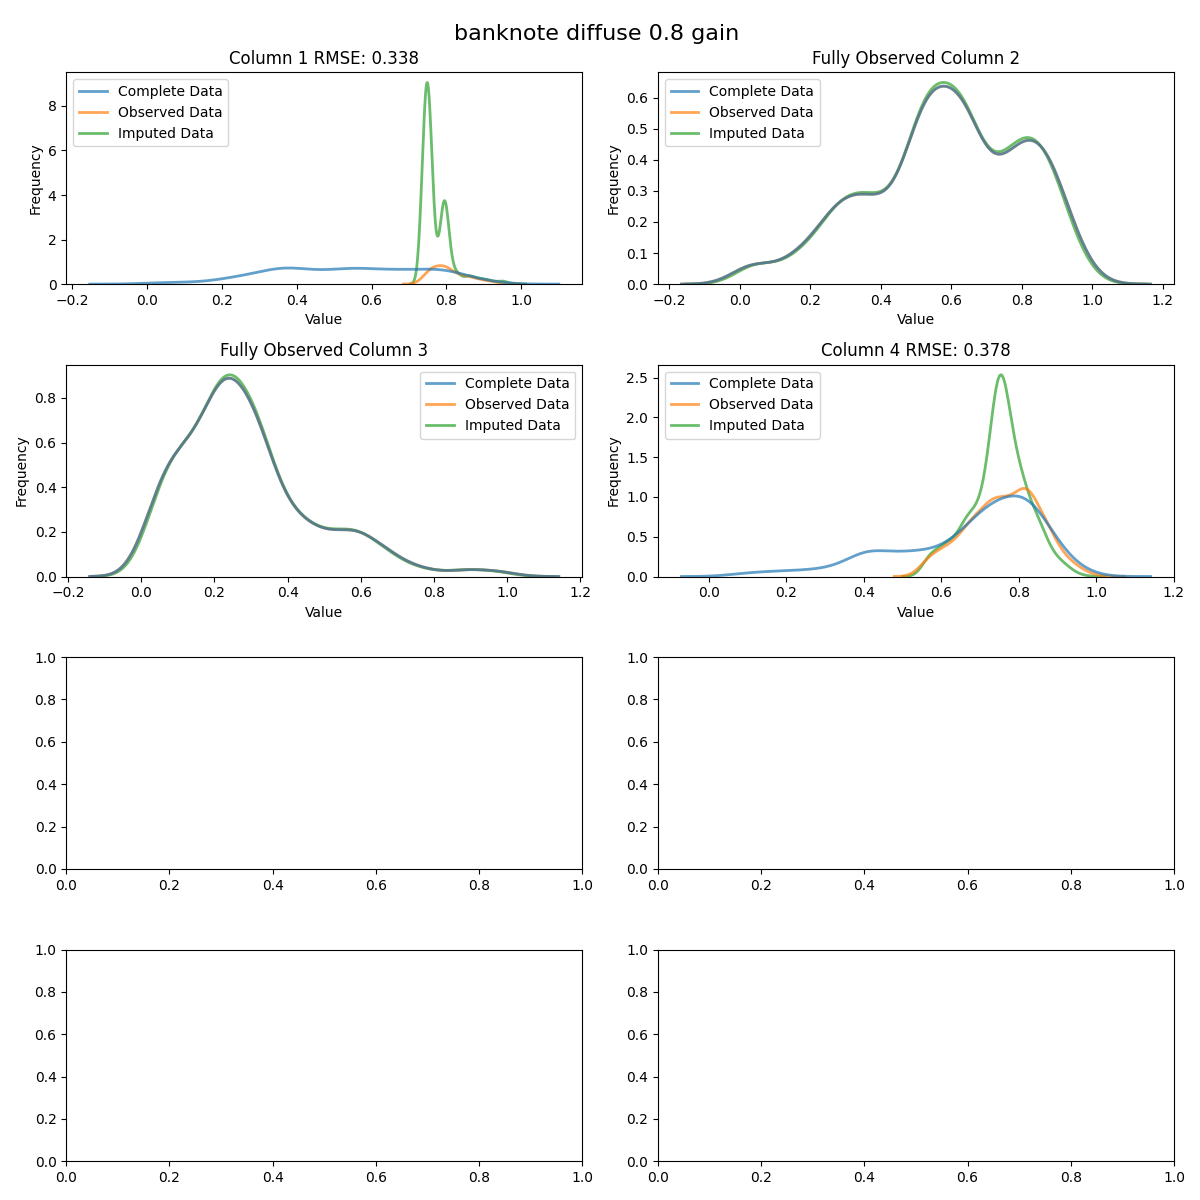 banknote diffuse 0.8 gain
Column 1 RMSE: 0.338
Complete Data
Observed Data
Imputed Data
Frequency
8
6
4
2
0
−0.2 0.0 0.2 0.4 0.6 0.8 1.0
Value
Fully Observed Column 2
Complete Data
Observed Data
Imputed Data
Frequency
0.6
0.5
0.4
0.3
0.2
0.1
0.0
−0.2 0.0 0.2 0.4 0.6 0.8 1.0 1.2
Value
Fully Observed Column 3
Complete Data
Observed Data
Imputed Data
Frequency
0.8
0.6
0.4
0.2
0.0
−0.2 0.0 0.2 0.4 0.6 0.8 1.0 1.2
Value
Column 4 RMSE: 0.378
Complete Data
Observed Data
Imputed Data
Frequency
2.5
2.0
1.5
1.0
0.5
0.0
0.0 0.2 0.4 0.6 0.8 1.0 1.2
Value
1.0
0.8
0.6
0.4
0.2
0.0
0.0 0.2 0.4 0.6 0.8 1.0
1.0
0.8
0.6
0.4
0.2
0.0
0.0 0.2 0.4 0.6 0.8 1.0
1.0
0.8
0.6
0.4
0.2
0.0
0.0 0.2 0.4 0.6 0.8 1.0
1.0
0.8
0.6
0.4
0.2
0.0
0.0 0.2 0.4 0.6 0.8 1.0